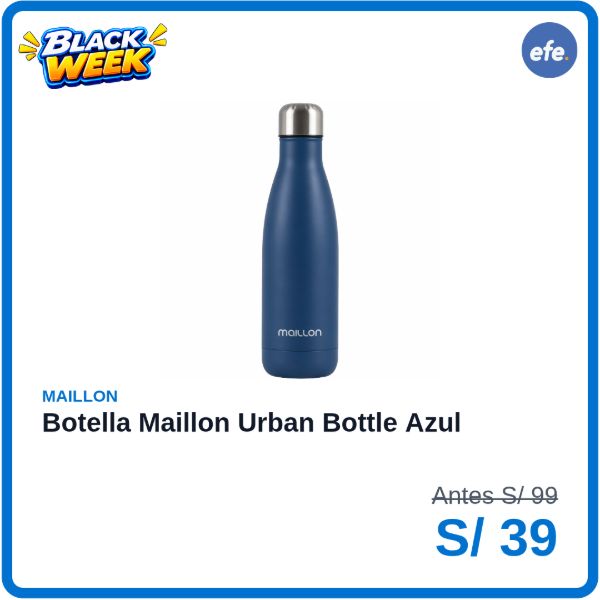 BLACK
WEEK
efe.
maillon
MAILLON
Botella Maillon Urban Bottle Azul
Antes S/ 99
S/ 39